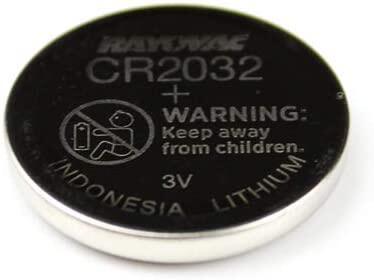 RAYOVAC
CR2032
+
WARNING:
Keep away
from children.
3V
INDONESIA LITHIUM